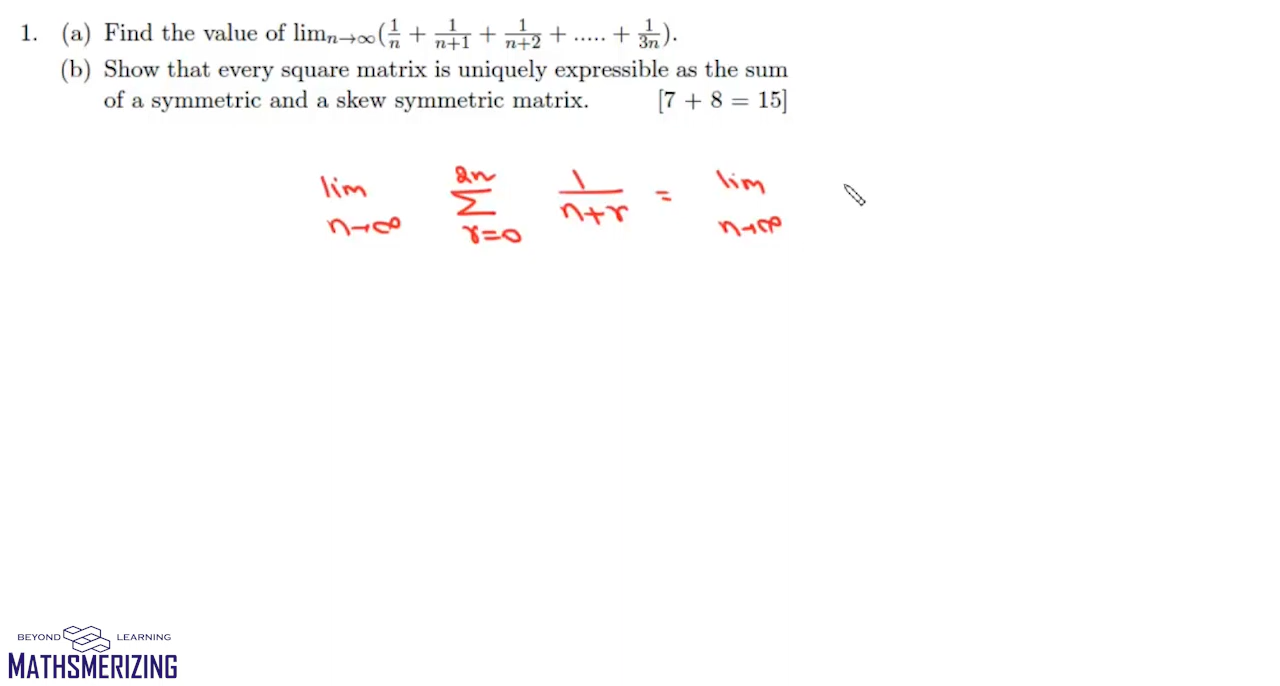 1. (a) Find the value of lim_{n→∞}(1/n + 1/(n+1) + 1/(n+2) + ..... + 1/(3n)).
(b) Show that every square matrix is uniquely expressible as the sum
of a symmetric and a skew symmetric matrix. [7 + 8 = 15]
lim_{n→∞} Σ_{r=0}^{2n} 1/(n+r) = lim_{n→∞}
BEYOND LEARNING
MATHSMERIZING